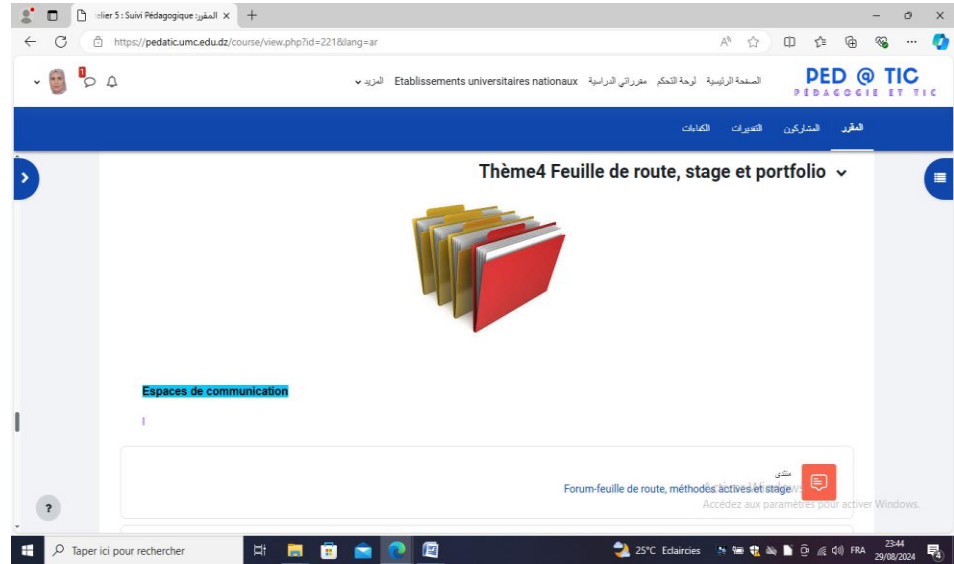 elier 5 : Suivi Pédagogique :المقرر
https://pedatic.umc.edu.dz/course/view.php?id=221&lang=ar
PED @ TIC
PÉDAGOGIE ET TIC
الصفحة الرئيسية لوحة التحكم مقرراتي الدراسية Etablissements universitaires nationaux المزيد
1
المقرر المشاركون التقديرات الكفاءات
Thème4 Feuille de route, stage et portfolio
Espaces de communication
منتدى
Forum-feuille de route, méthodes actives et stage
Accédez aux paramètres pour activer Windows.
?
Taper ici pour rechercher
25°C Eclaircies
FRA
23:44
29/08/2024
4